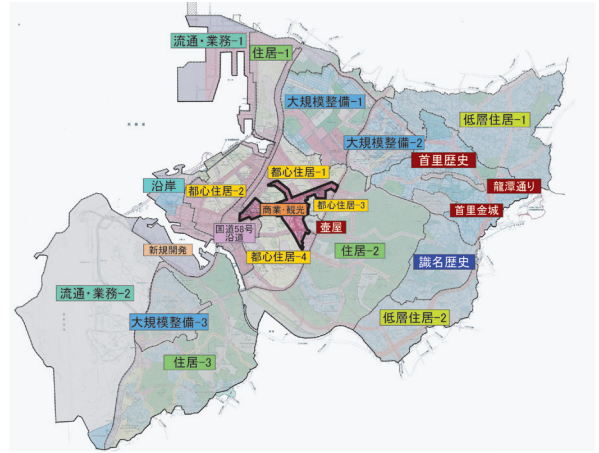 流通・業務-1
住居-1
大規模整備-1
低層住居-1
大規模整備-2
首里歴史
都心住居-1
沿岸
都心住居-2
龍潭通り
都心住居-3
商業・観光
首里金城
壺屋
国道58号
沿道
新規開発
住居-2
都心住居-4
識名歴史
流通・業務-2
大規模整備-3
低層住居-2
住居-3